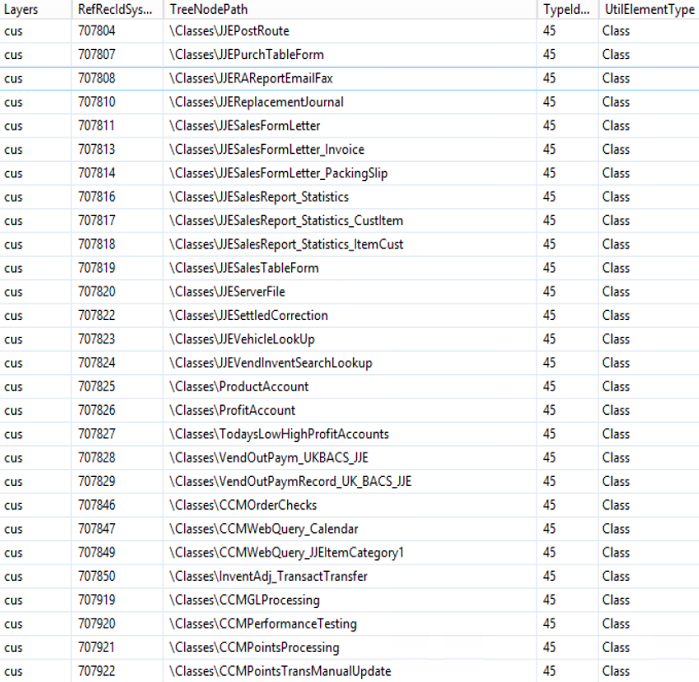 Layers RefRecIdSys... TreeNodePath TypeId... UtilElementType
cus 707804 \Classes\JJEPostRoute 45 Class
cus 707807 \Classes\JJEPurchTableForm 45 Class
cus 707808 \Classes\JJERAReportEmailFax 45 Class
cus 707810 \Classes\JJEReplacementJournal 45 Class
cus 707811 \Classes\JJESalesFormLetter 45 Class
cus 707813 \Classes\JJESalesFormLetter_Invoice 45 Class
cus 707814 \Classes\JJESalesFormLetter_PackingSlip 45 Class
cus 707816 \Classes\JJESalesReport_Statistics 45 Class
cus 707817 \Classes\JJESalesReport_Statistics_CustItem 45 Class
cus 707818 \Classes\JJESalesReport_Statistics_ItemCust 45 Class
cus 707819 \Classes\JJESalesTableForm 45 Class
cus 707820 \Classes\JJEServerFile 45 Class
cus 707822 \Classes\JJESettledCorrection 45 Class
cus 707823 \Classes\JJEVehicleLookUp 45 Class
cus 707824 \Classes\JJEVendInventSearchLookup 45 Class
cus 707825 \Classes\ProductAccount 45 Class
cus 707826 \Classes\ProfitAccount 45 Class
cus 707827 \Classes\TodaysLowHighProfitAccounts 45 Class
cus 707828 \Classes\VendOutPaym_UKBACS_JJE 45 Class
cus 707829 \Classes\VendOutPaymRecord_UK_BACS_JJE 45 Class
cus 707846 \Classes\CCMOrderChecks 45 Class
cus 707847 \Classes\CCMWebQuery_Calendar 45 Class
cus 707849 \Classes\CCMWebQuery_JJEItemCategory1 45 Class
cus 707850 \Classes\InventAdj_TransactTransfer 45 Class
cus 707919 \Classes\CCMGLProcessing 45 Class
cus 707920 \Classes\CCMPerformanceTesting 45 Class
cus 707921 \Classes\CCMPointsProcessing 45 Class
cus 707922 \Classes\CCMPointsTransManualUpdate 45 Class